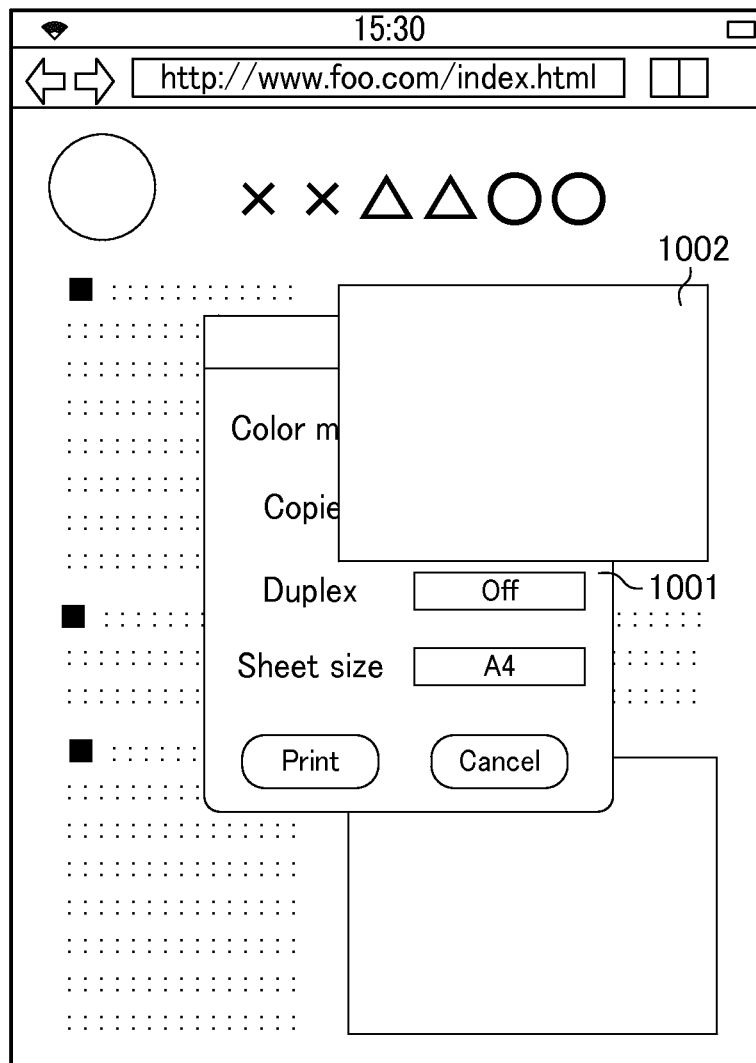 15:30
http://www.foo.com/index.html
××△△○○
1002
Color m
Copie
Duplex Off
1001
Sheet size A4
Print Cancel